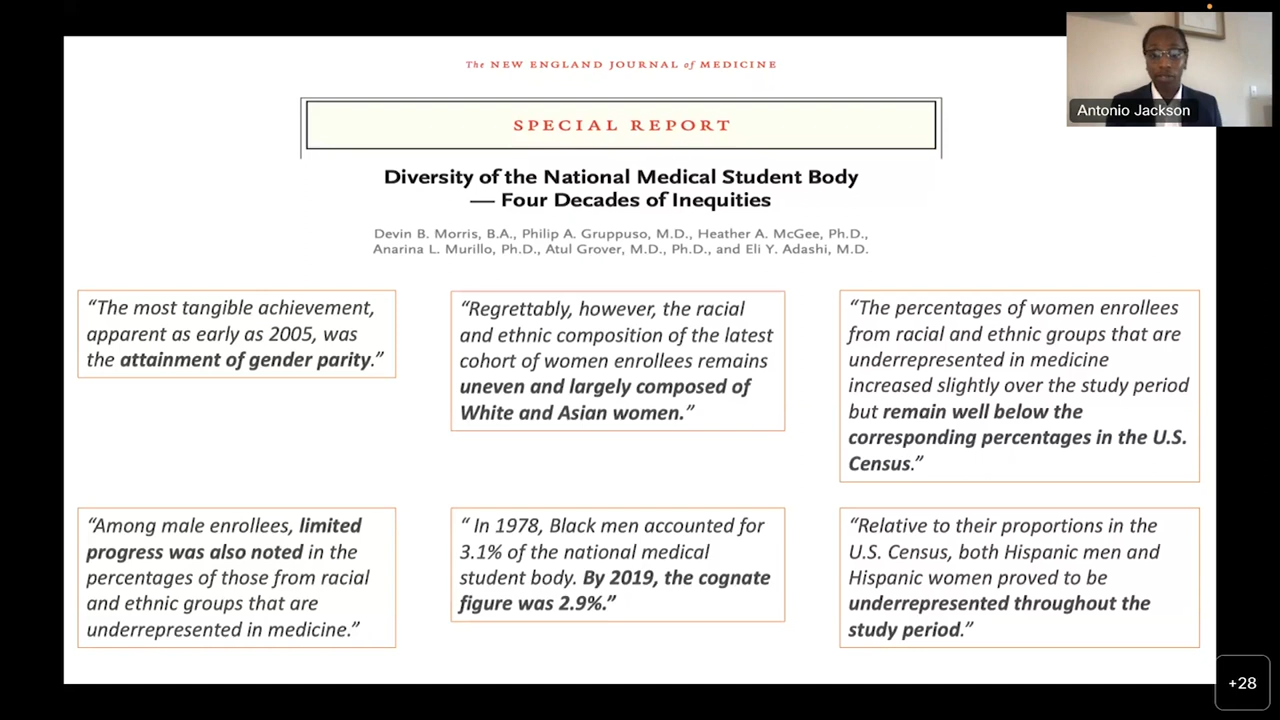 The NEW ENGLAND JOURNAL of MEDICINE
SPECIAL REPORT
Diversity of the National Medical Student Body
— Four Decades of Inequities
Devin B. Morris, B.A., Philip A. Gruppuso, M.D., Heather A. McGee, Ph.D.,
Anarina L. Murillo, Ph.D., Atul Grover, M.D., Ph.D., and Eli Y. Adashi, M.D.
Antonio Jackson
“The most tangible achievement,
apparent as early as 2005, was
the attainment of gender parity.”
“Regrettably, however, the racial
and ethnic composition of the latest
cohort of women enrollees remains
uneven and largely composed of
White and Asian women.”
“The percentages of women enrollees
from racial and ethnic groups that are
underrepresented in medicine
increased slightly over the study period
but remain well below the
corresponding percentages in the U.S.
Census.”
“Among male enrollees, limited
progress was also noted in the
percentages of those from racial
and ethnic groups that are
underrepresented in medicine.”
“ In 1978, Black men accounted for
3.1% of the national medical
student body. By 2019, the cognate
figure was 2.9%.”
“Relative to their proportions in the
U.S. Census, both Hispanic men and
Hispanic women proved to be
underrepresented throughout the
study period.”
+28